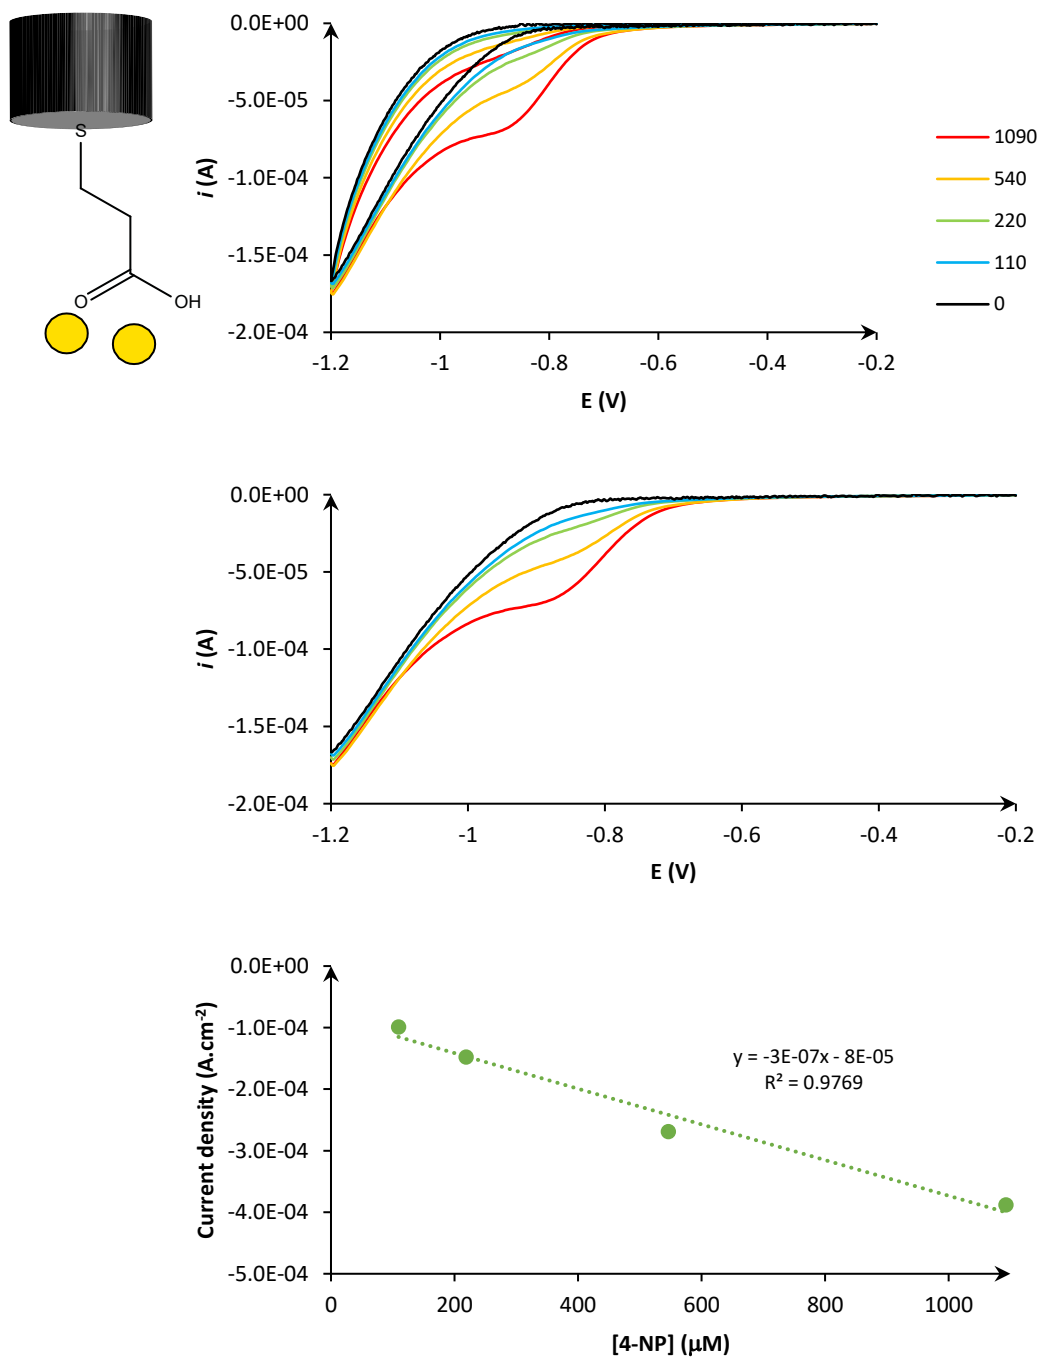 S
O
OH
0.0E+00
-5.0E-05
-1.0E-04
-1.5E-04
-2.0E-04
i (A)
-1.2
-1
-0.8
-0.6
-0.4
-0.2
E (V)
1090
540
220
110
0
0.0E+00
-5.0E-05
-1.0E-04
-1.5E-04
-2.0E-04
i (A)
-1.2
-1
-0.8
-0.6
-0.4
-0.2
E (V)
0.0E+00
-1.0E-04
-2.0E-04
-3.0E-04
-4.0E-04
-5.0E-04
Current density (A.cm⁻²)
y = -3E-07x - 8E-05
R² = 0.9769
0
200
400
600
800
1000
[4-NP] (µM)